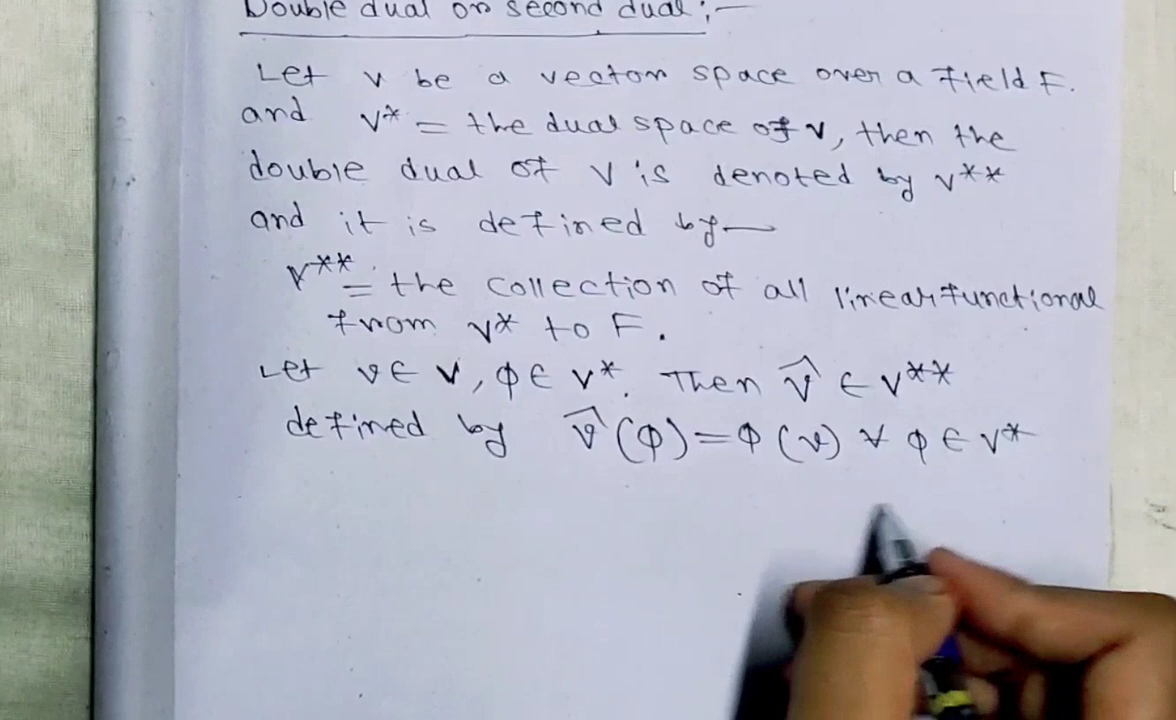 Double dual or second dual :-
Let V be a vector space over a field F.
and V* = the dual space of V, then the
double dual of V is denoted by V**
and it is defined by —
V** = the collection of all linear functional
from V* to F.
Let v ∈ V, φ ∈ V*. Then v̂ ∈ V**
defined by v̂(φ) = φ(v) ∀ φ ∈ V*